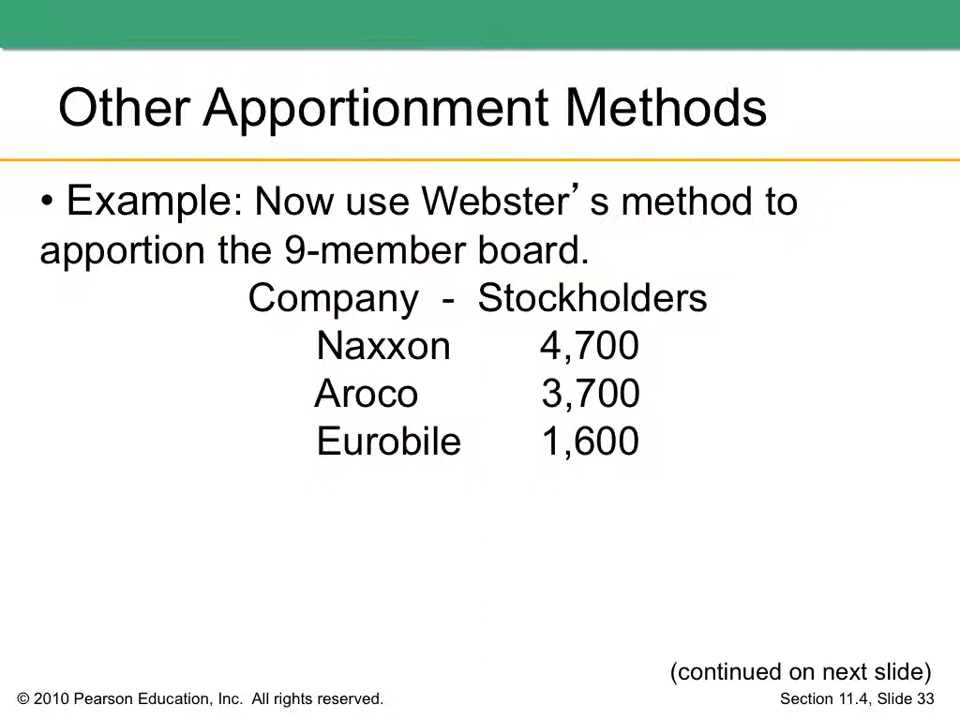 Other Apportionment Methods
• Example: Now use Webster’s method to
apportion the 9-member board.
Company - Stockholders
Naxxon 4,700
Aroco 3,700
Eurobile 1,600
(continued on next slide)
© 2010 Pearson Education, Inc. All rights reserved.
Section 11.4, Slide 33